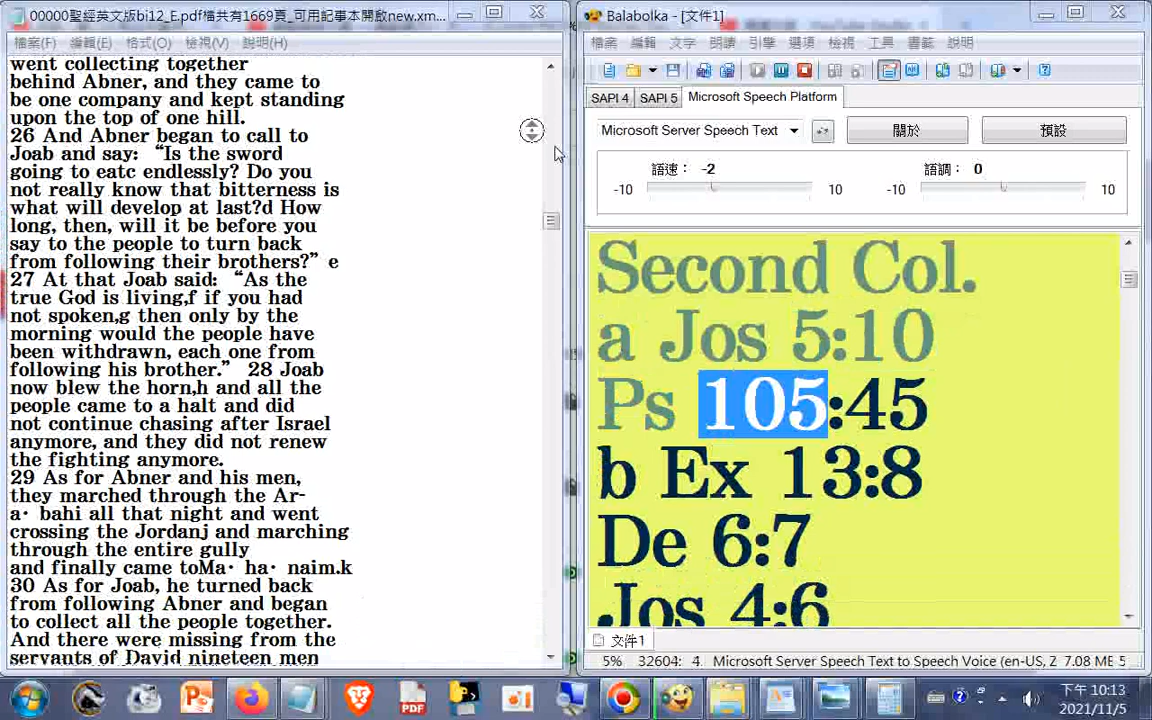 00000聖經英文版bi12_E.pdf檔共有1669頁_可用記事本開啟new.xm...
檔案(F) 編輯(E) 格式(O) 檢視(V) 說明(H)
went collecting together
behind Abner, and they came to
be one company and kept standing
upon the top of one hill.
26 And Abner began to call to
Joab and say: “Is the sword
going to eatc endlessly? Do you
not really know that bitterness is
what will develop at last?d How
long, then, will it be before you
say to the people to turn back
from following their brothers?” e
27 At that Joab said: “As the
true God is living,f if you had
not spoken,g then only by the
morning would the people have
been withdrawn, each one from
following his brother.” 28 Joab
now blew the horn,h and all the
people came to a halt and did
not continue chasing after Israel
anymore, and they did not renew
the fighting anymore.
29 As for Abner and his men,
they marched through the Ar-
a· bahi all that night and went
crossing the Jordanj and marching
through the entire gully
and finally came toMa· ha· naim.k
30 As for Joab, he turned back
from following Abner and began
to collect all the people together.
And there were missing from the
servants of David nineteen men
Balabolka - [文件1]
檔案 編輯 文字 朗讀 引擎 選項 檢視 工具 書籤 說明
SAPI 4 SAPI 5 Microsoft Speech Platform
Microsoft Server Speech Text 關於 預設
語速： -2 語調： 0
-10 10 -10 10
Second Col.
a Jos 5:10
Ps 105:45
b Ex 13:8
De 6:7
Jos 4:6
文件1
5% 32604: 4. Microsoft Server Speech Text to Speech Voice (en-US, 2 7.08 MB 5
PDF
下午 10:13
2021/11/5